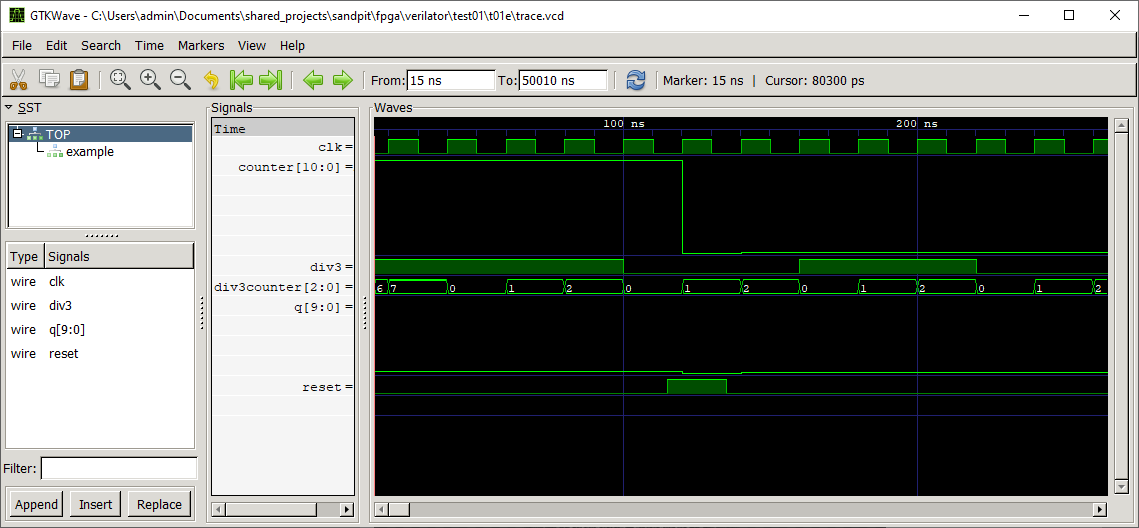 GTKWave - C:\Users\admin\Documents\shared_projects\sandpit\fpga\verilator\test01\t01e\trace.vcd
File Edit Search Time Markers View Help
From: 15 ns To: 50010 ns Marker: 15 ns | Cursor: 80300 ps
SST
TOP
example
Type Signals
wire clk
wire div3
wire q[9:0]
wire reset
Filter:
Append Insert Replace
Signals
Time
clk =
counter[10:0] =
div3 =
div3counter[2:0] =
q[9:0] =
reset =
Waves
100 ns 200 ns
6 7 0 1 2 0 1 2 0 1 2 0 1 2